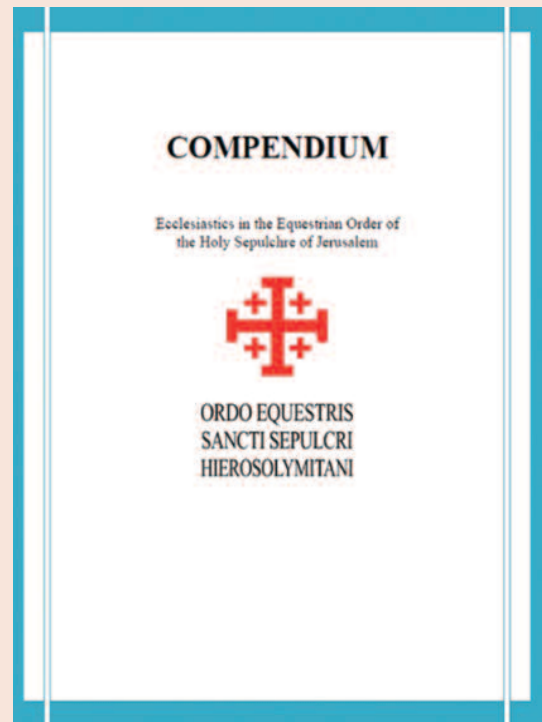 COMPENDIUM
Ecclesiastics in the Equestrian Order of
the Holy Sepulchre of Jerusalem
ORDO EQUESTRIS
SANCTI SEPULCRI
HIEROSOLYMITANI